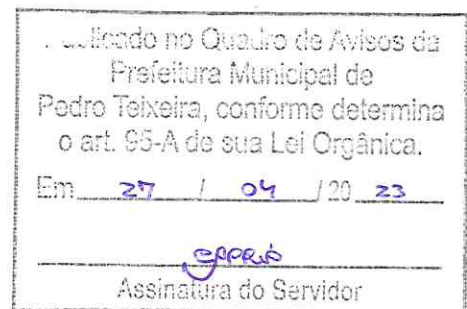 Publicado no Quadro de Avisos da
Prefeitura Municipal de
Pedro Teixeira, conforme determina
o art. 95-A de sua Lei Orgânica.
Em 27 / 04 / 20 23
Assinatura do Servidor